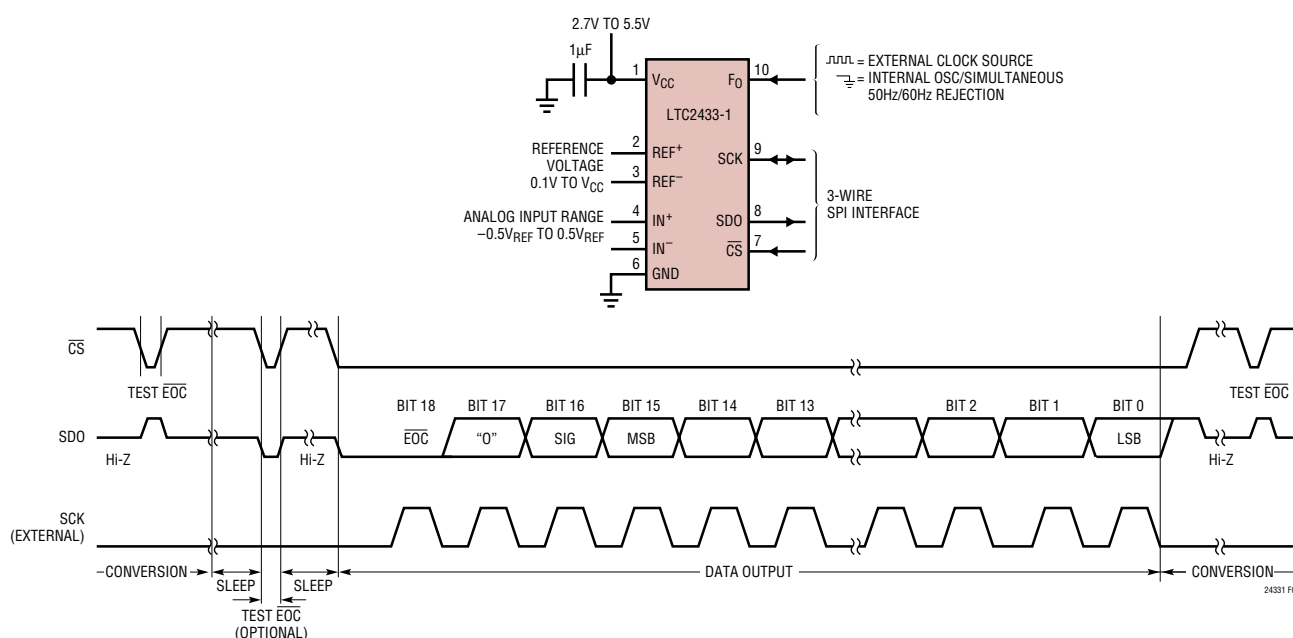 2.7V TO 5.5V
1µF
1
VCC
FO
10
= EXTERNAL CLOCK SOURCE
= INTERNAL OSC/SIMULTANEOUS
50Hz/60Hz REJECTION
LTC2433-1
REFERENCE
VOLTAGE
0.1V TO VCC
2
REF+
3
REF–
SCK
9
ANALOG INPUT RANGE
–0.5VREF TO 0.5VREF
4
IN+
5
IN–
6
GND
SDO
8
CS
7
3-WIRE
SPI INTERFACE
CS
TEST EOC
TEST EOC
BIT 18
BIT 17
BIT 16
BIT 15
BIT 14
BIT 13
BIT 2
BIT 1
BIT 0
SDO
EOC
“0”
SIG
MSB
LSB
Hi-Z
Hi-Z
Hi-Z
SCK
(EXTERNAL)
CONVERSION
SLEEP
SLEEP
DATA OUTPUT
CONVERSION
TEST EOC
(OPTIONAL)